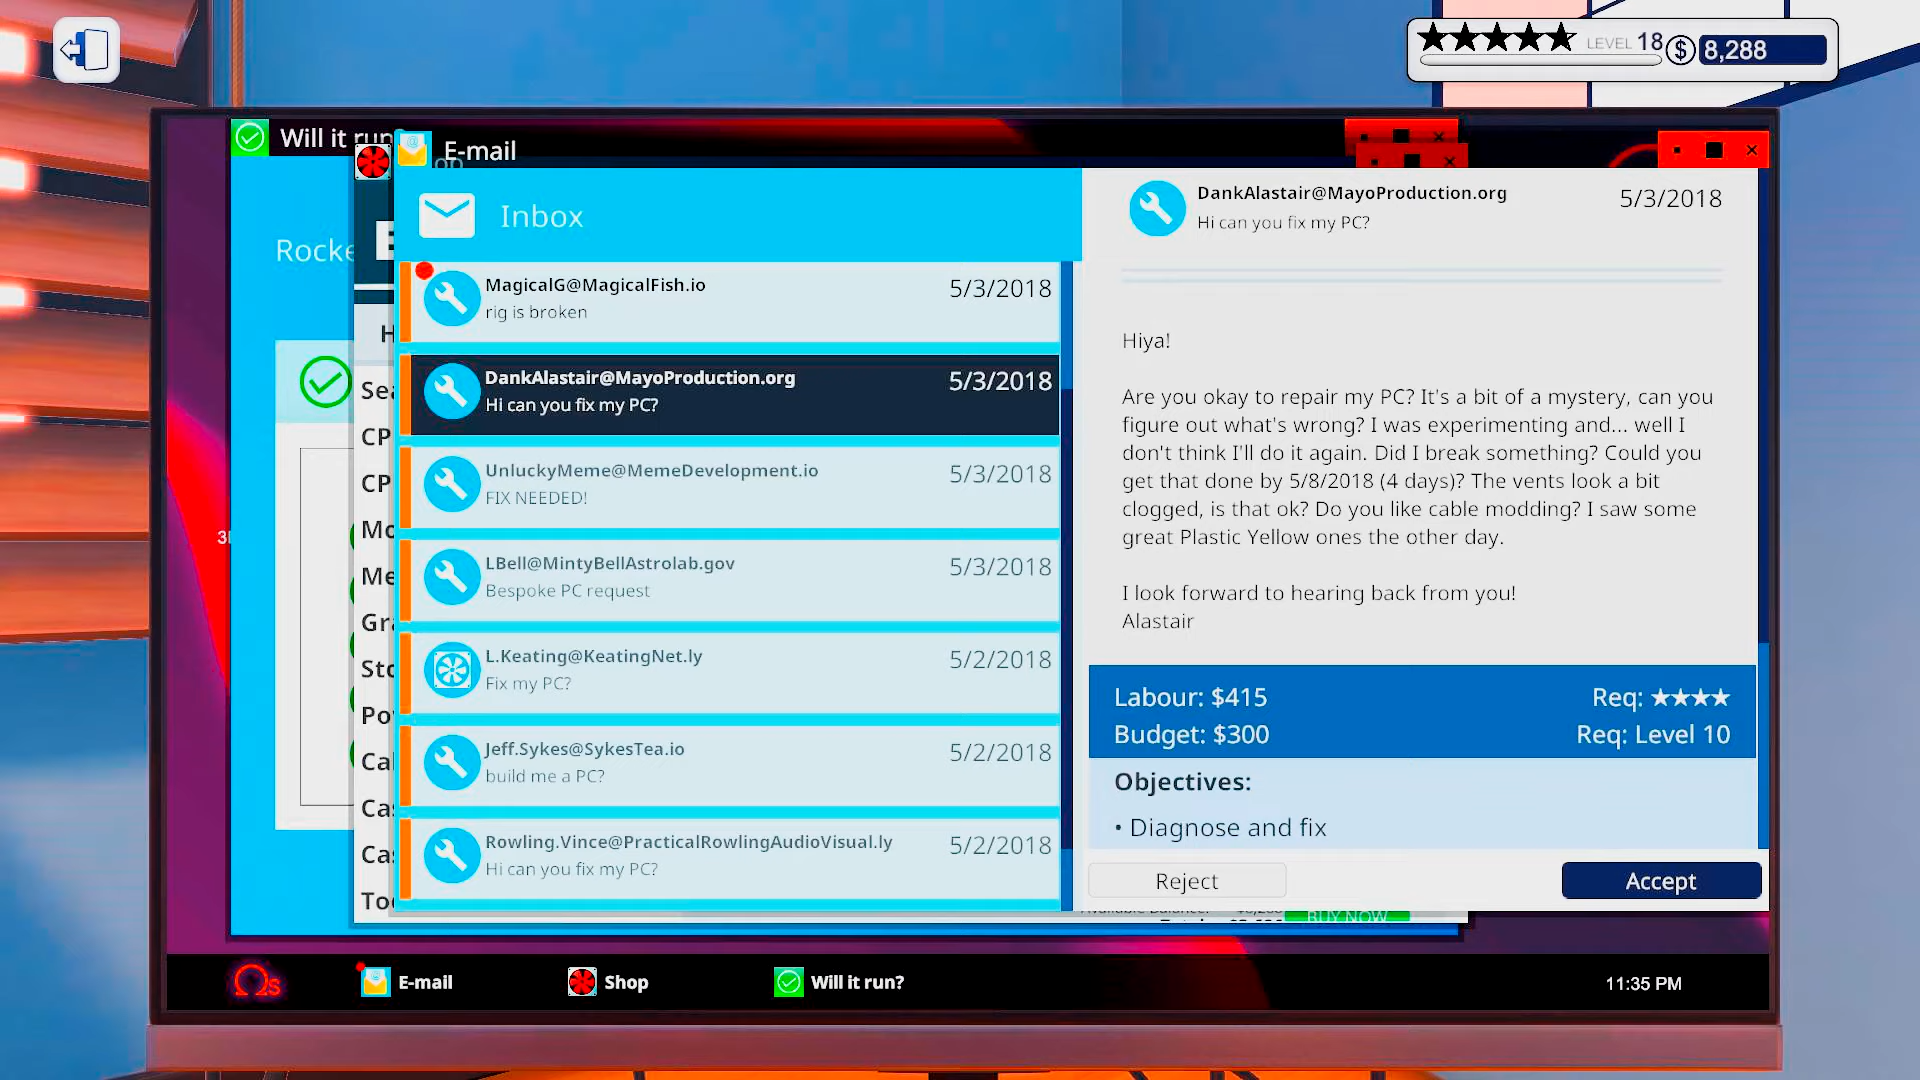 LEVEL 18
$ 8,288
Will it run?
E-mail
Inbox
MagicalG@MagicalFish.io
5/3/2018
rig is broken
DankAlastair@MayoProduction.org
5/3/2018
Hi can you fix my PC?
UnluckyMeme@MemeDevelopment.io
5/3/2018
FIX NEEDED!
LBell@MintyBellAstrolab.gov
5/3/2018
Bespoke PC request
L.Keating@KeatingNet.ly
5/2/2018
Fix my PC?
Jeff.Sykes@SykesTea.io
5/2/2018
build me a PC?
Rowling.Vince@PracticalRowlingAudioVisual.ly
5/2/2018
Hi can you fix my PC?
DankAlastair@MayoProduction.org
5/3/2018
Hi can you fix my PC?
Hiya!
Are you okay to repair my PC? It's a bit of a mystery, can you
figure out what's wrong? I was experimenting and... well I
don't think I'll do it again. Did I break something? Could you
get that done by 5/8/2018 (4 days)? The vents look a bit
clogged, is that ok? Do you like cable modding? I saw some
great Plastic Yellow ones the other day.
I look forward to hearing back from you!
Alastair
Labour: $415
Req: ★★★★
Budget: $300
Req: Level 10
Objectives:
• Diagnose and fix
Reject
Accept
BUY NOW
E-mail
Shop
Will it run?
11:35 PM